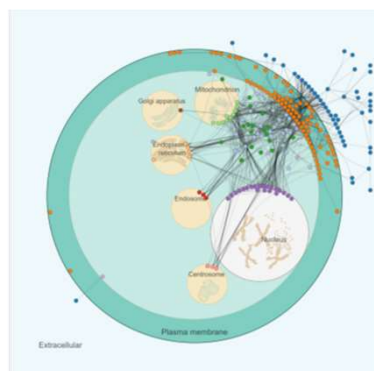 Mitochondrion
Golgi apparatus
Endoplasmic
reticulum
Endosome
Nucleus
Centrosome
Plasma membrane
Extracellular